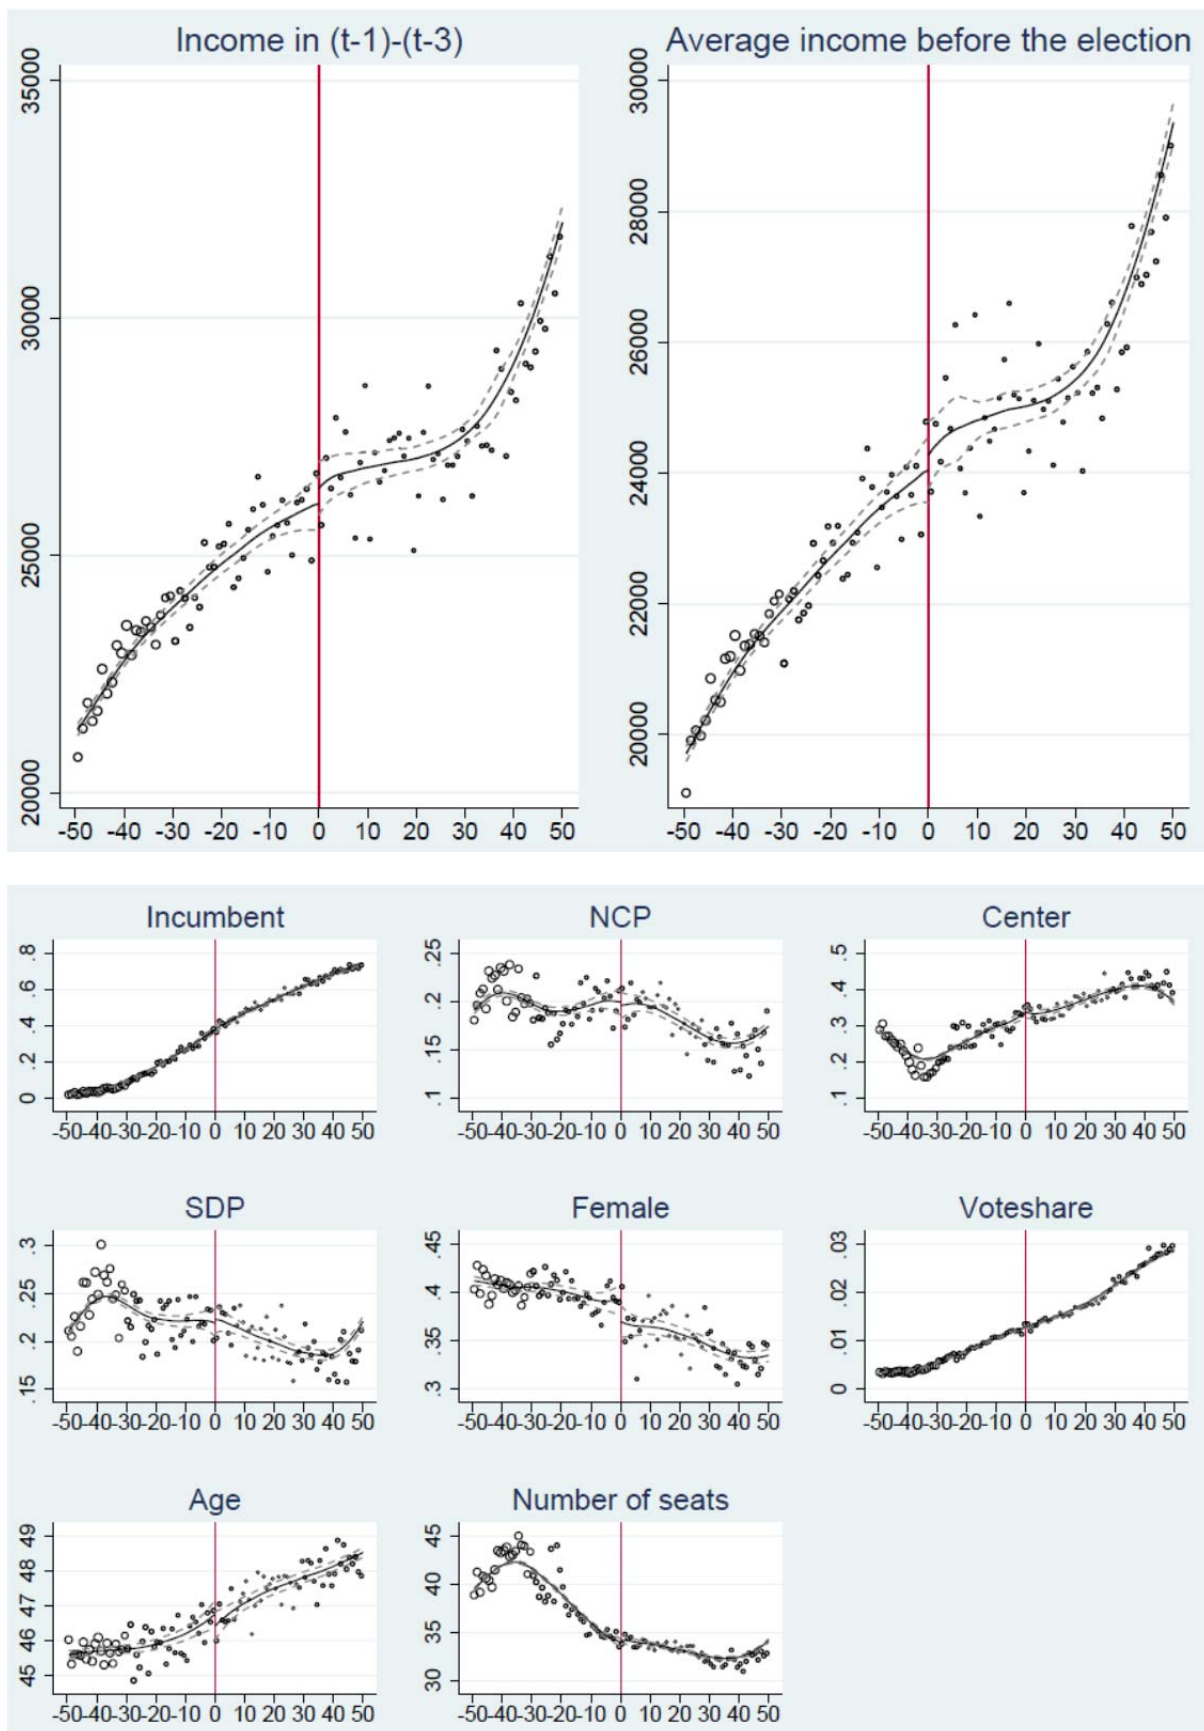 Income in (t-1)-(t-3)
35000
30000
25000
20000
-50 -40 -30 -20 -10 0 10 20 30 40 50
Average income before the election
30000
28000
26000
24000
22000
20000
-50 -40 -30 -20 -10 0 10 20 30 40 50
Incumbent
.8
.6
.4
.2
0
-50-40-30-20-10 0 10 20 30 40 50
NCP
.25
.2
.15
.1
-50-40-30-20-10 0 10 20 30 40 50
Center
.5
.4
.3
.2
.1
-50-40-30-20-10 0 10 20 30 40 50
SDP
.3
.25
.2
.15
-50-40-30-20-10 0 10 20 30 40 50
Female
.45
.4
.35
.3
-50-40-30-20-10 0 10 20 30 40 50
Voteshare
.03
.02
.01
0
-50-40-30-20-10 0 10 20 30 40 50
Age
49
48
47
46
45
-50-40-30-20-10 0 10 20 30 40 50
Number of seats
45
40
35
30
-50-40-30-20-10 0 10 20 30 40 50